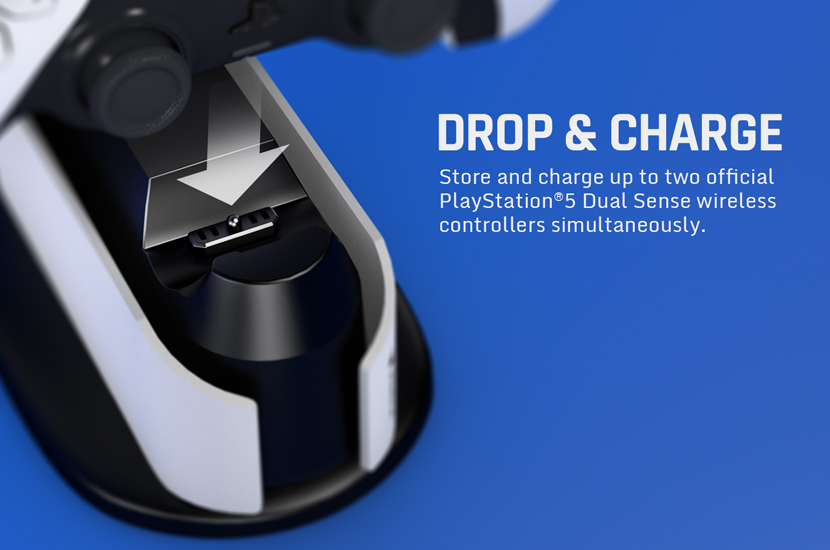 DROP & CHARGE
Store and charge up to two official
PlayStation®5 Dual Sense wireless
controllers simultaneously.